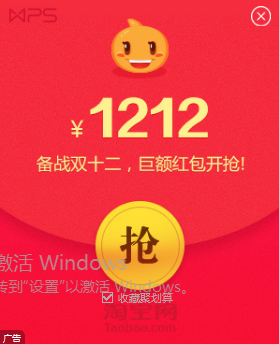 WPS
¥1212
备战双十二，巨额红包开抢!
抢
激活 Windows
转到"设置"以激活 Windows。
收藏聚划算
淘宝网
Taobao.com
广告